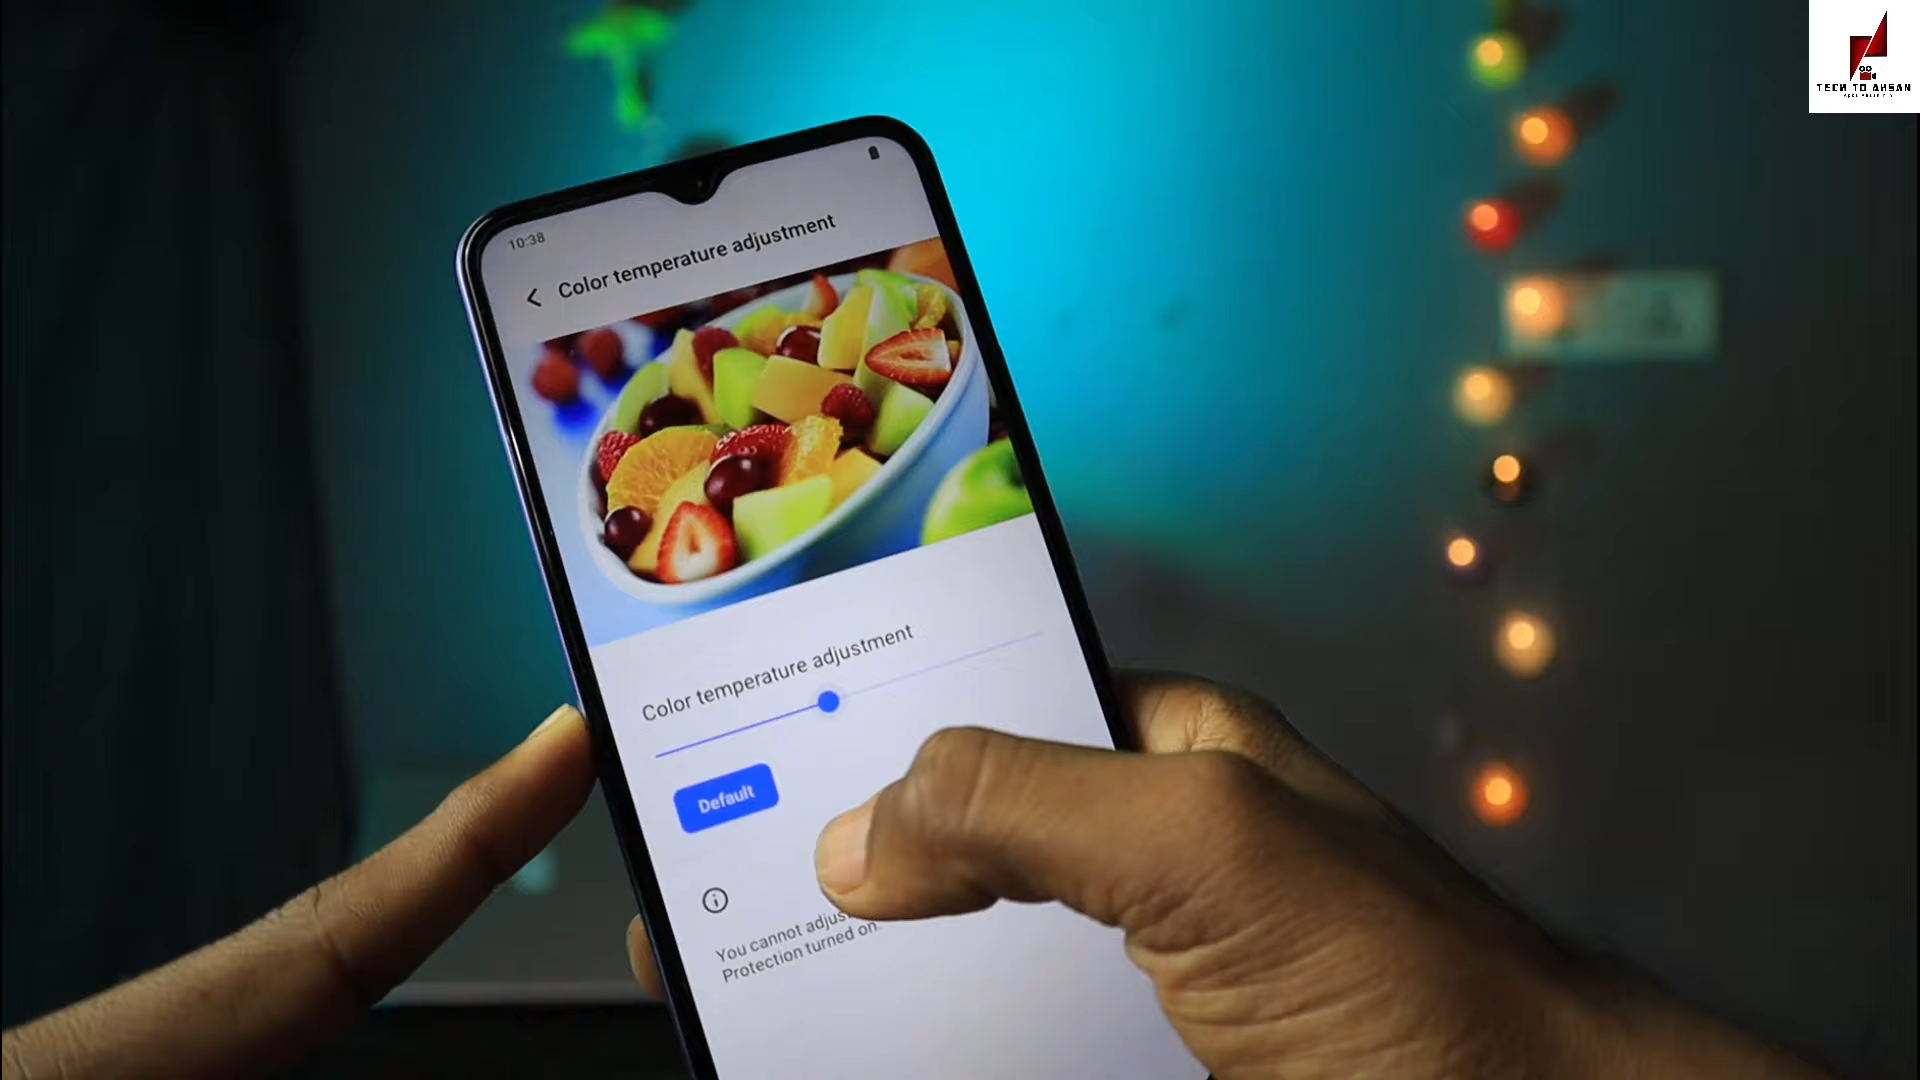 TECH TO AHSAN
10:38
Color temperature adjustment
Color temperature adjustment
Default
You cannot adjus
Protection turned on.